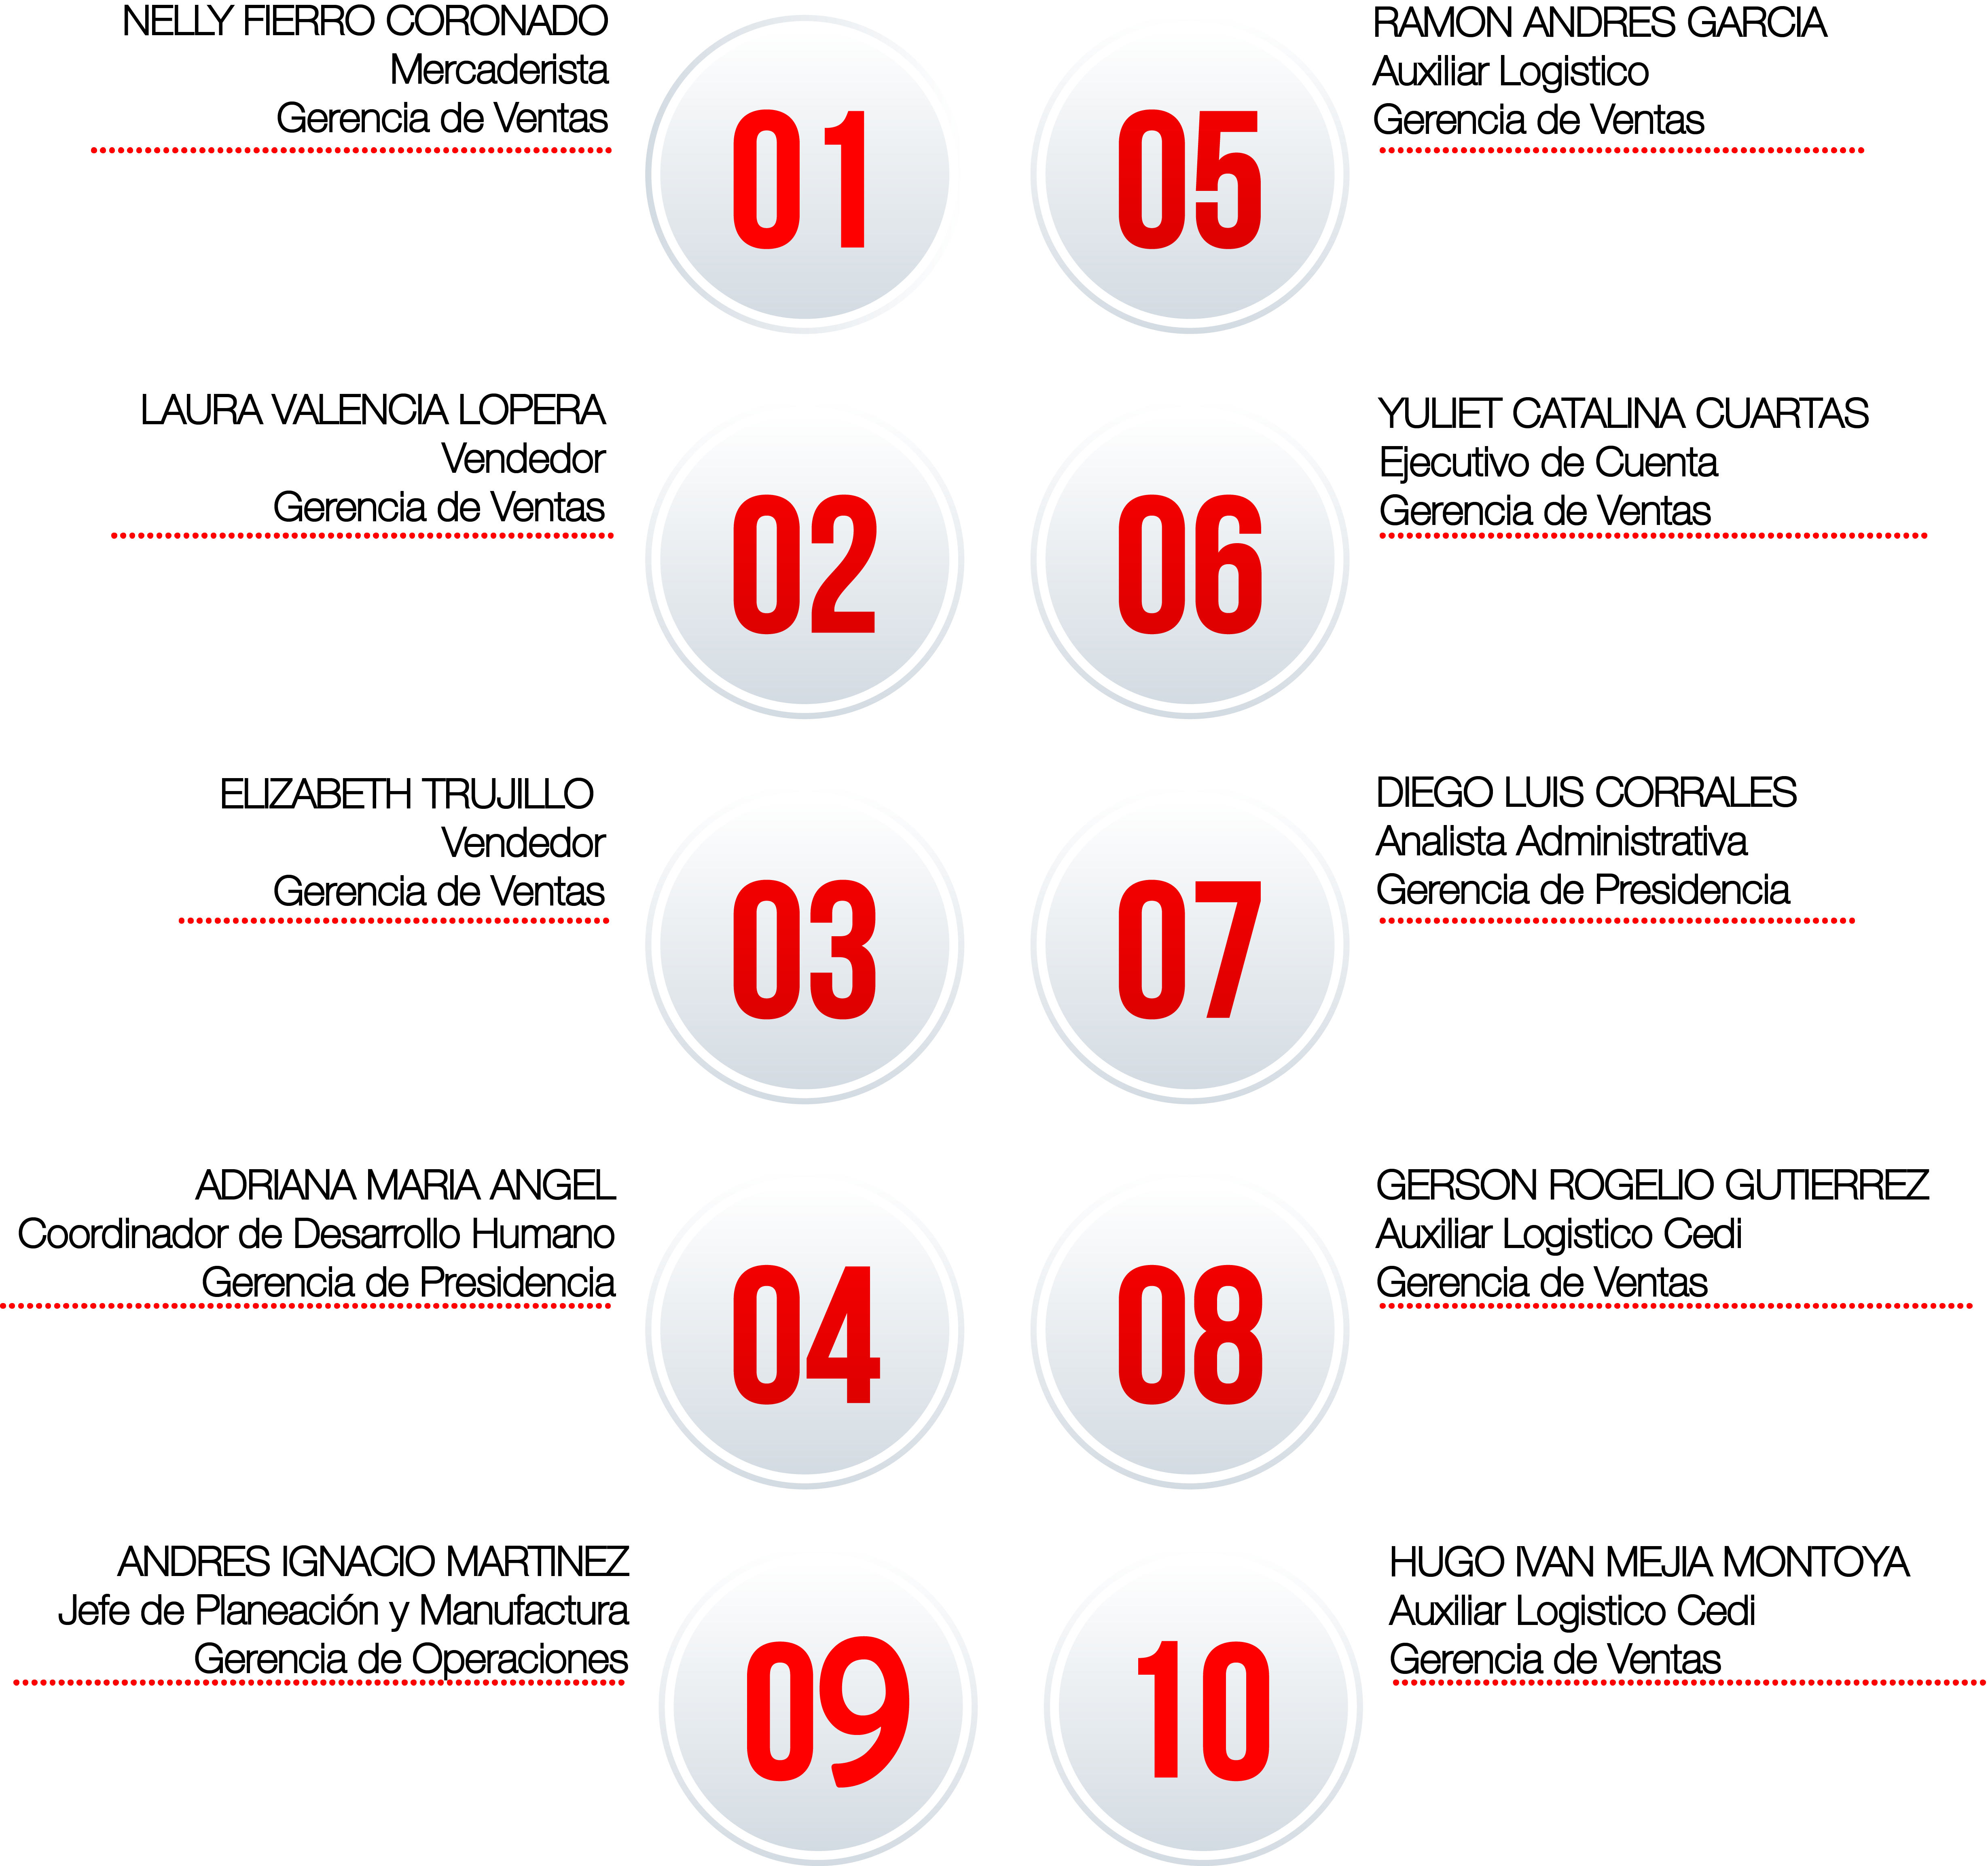 NELLY FIERRO CORONADO
Mercaderista
Gerencia de Ventas
01
LAURA VALENCIA LOPERA
Vendedor
Gerencia de Ventas
02
ELIZABETH TRUJILLO
Vendedor
Gerencia de Ventas
03
ADRIANA MARIA ANGEL
Coordinador de Desarrollo Humano
Gerencia de Presidencia
04
RAMON ANDRES GARCIA
Auxiliar Logistico
Gerencia de Ventas
05
YULIET CATALINA CUARTAS
Ejecutivo de Cuenta
Gerencia de Ventas
06
DIEGO LUIS CORRALES
Analista Administrativa
Gerencia de Presidencia
07
GERSON ROGELIO GUTIERREZ
Auxiliar Logistico Cedi
Gerencia de Ventas
08
ANDRES IGNACIO MARTINEZ
Jefe de Planeación y Manufactura
Gerencia de Operaciones
09
HUGO IVAN MEJIA MONTOYA
Auxiliar Logistico Cedi
Gerencia de Ventas
10